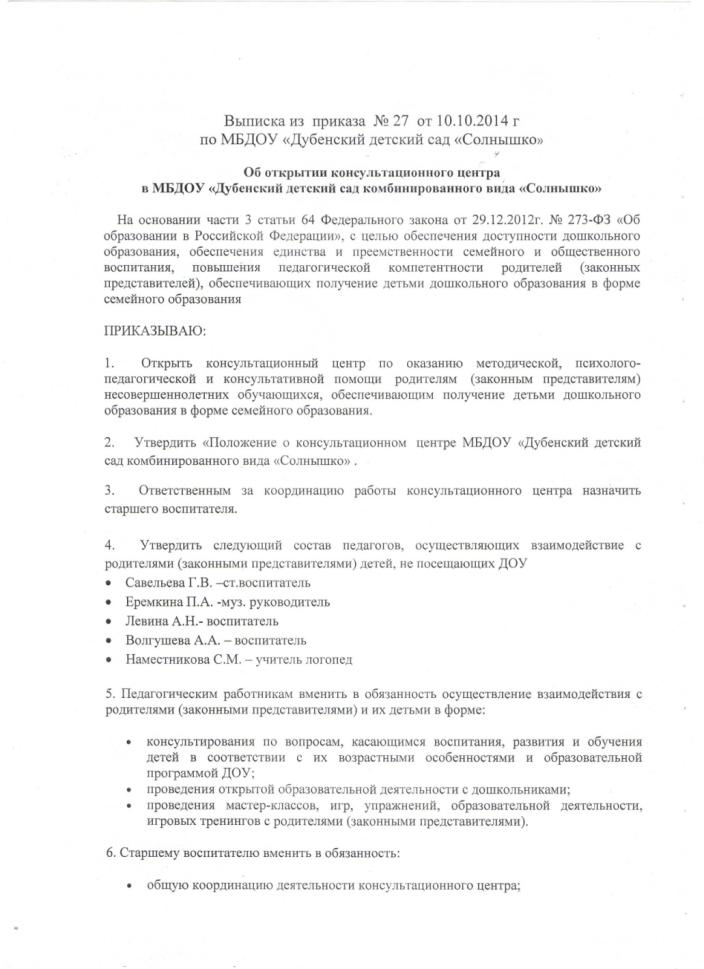 Выписка из приказа № 27 от 10.10.2014 г
по МБДОУ «Дубенский детский сад «Солнышко»
Об открытии консультационного центра
в МБДОУ «Дубенский детский сад комбинированного вида «Солнышко»
На основании части 3 статьи 64 Федерального закона от 29.12.2012г. № 273-ФЗ «Об
образовании в Российской Федерации», с целью обеспечения доступности дошкольного
образования, обеспечения единства и преемственности семейного и общественного
воспитания, повышения педагогической компетентности родителей (законных
представителей), обеспечивающих получение детьми дошкольного образования в форме
семейного образования
ПРИКАЗЫВАЮ:
1. Открыть консультационный центр по оказанию методической, психолого-
педагогической и консультативной помощи родителям (законным представителям)
несовершеннолетних обучающихся, обеспечивающим получение детьми дошкольного
образования в форме семейного образования.
2. Утвердить «Положение о консультационном центре МБДОУ «Дубенский детский
сад комбинированного вида «Солнышко» .
3. Ответственным за координацию работы консультационного центра назначить
старшего воспитателя.
4. Утвердить следующий состав педагогов, осуществляющих взаимодействие с
родителями (законными представителями) детей, не посещающих ДОУ
• Савельева Г.В. –ст.воспитатель
• Еремкина П.А. -муз. руководитель
• Левина А.Н.- воспитатель
• Волгушева А.А. – воспитатель
• Наместникова С.М. – учитель логопед
5. Педагогическим работникам вменить в обязанность осуществление взаимодействия с
родителями (законными представителями) и их детьми в форме:
• консультирования по вопросам, касающимся воспитания, развития и обучения
детей в соответствии с их возрастными особенностями и образовательной
программой ДОУ;
• проведения открытой образовательной деятельности с дошкольниками;
• проведения мастер-классов, игр, упражнений, образовательной деятельности,
игровых тренингов с родителями (законными представителями).
6. Старшему воспитателю вменить в обязанность:
• общую координацию деятельности консультационного центра;